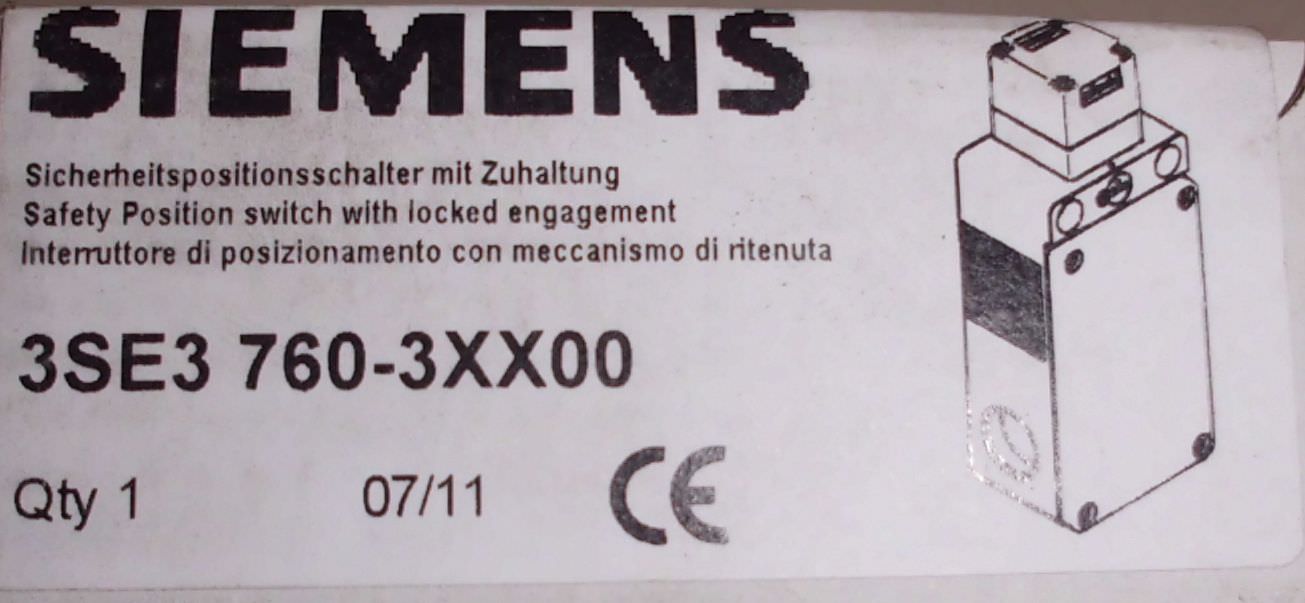 SIEMENS
Sicherheitspositionsschalter mit Zuhaltung
Safety Position switch with locked engagement
Interruttore di posizionamento con meccanismo di ritenuta
3SE3 760-3XX00
Qty 1 07/11 CE